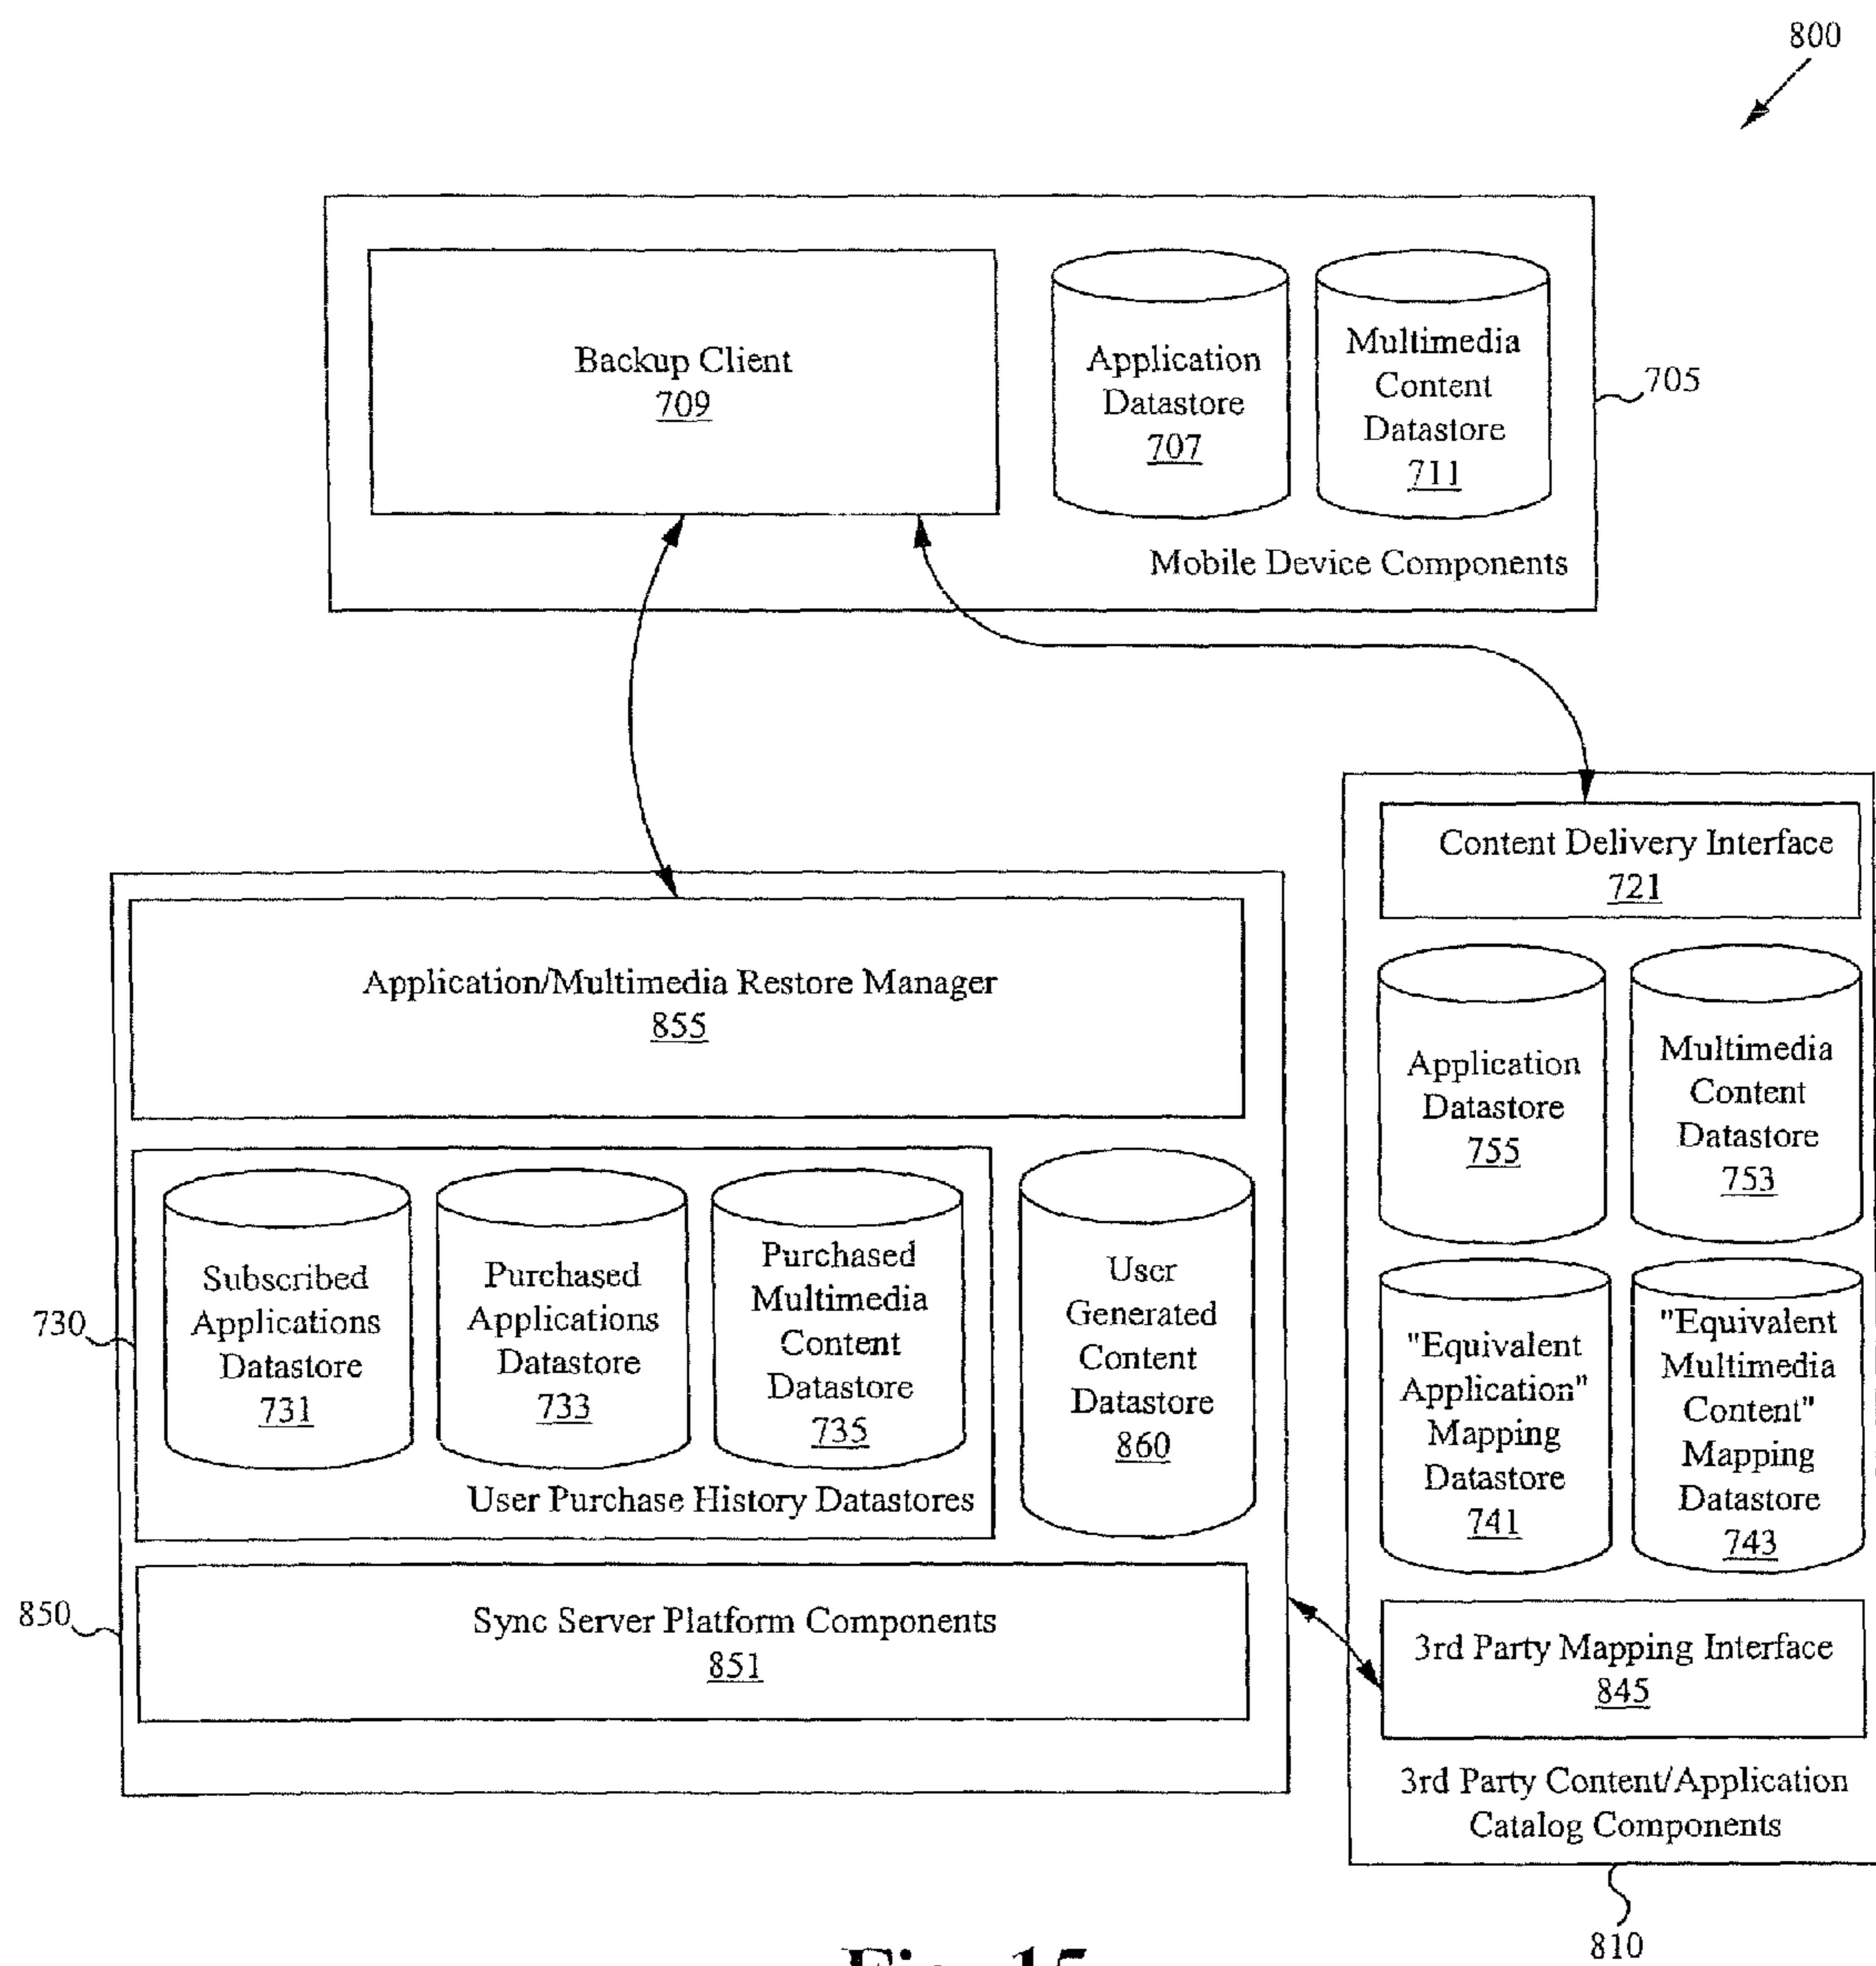 800
Backup Client
709
Application
Datastore
707
Multimedia
Content
Datastore
711
705
Mobile Device Components
Content Delivery Interface
721
Application/Multimedia Restore Manager
855
Application
Datastore
755
Multimedia
Content
Datastore
753
730
Subscribed
Applications
Datastore
731
Purchased
Applications
Datastore
733
Purchased
Multimedia
Content
Datastore
735
User Purchase History Datastores
User
Generated
Content
Datastore
860
"Equivalent
Application"
Mapping
Datastore
741
"Equivalent
Multimedia
Content"
Mapping
Datastore
743
850
Sync Server Platform Components
851
3rd Party Mapping Interface
845
3rd Party Content/Application
Catalog Components
810
Fig. 15